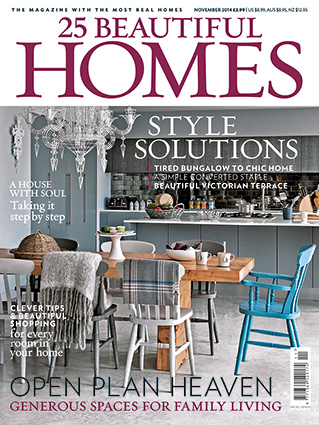 THE MAGAZINE WITH THE MOST REAL HOMES
NOVEMBER 2014 £3.99 | US $11.99, AUS $8.95, NZ $12.95
25 BEAUTIFUL
HOMES
STYLE
SOLUTIONS
TIRED BUNGALOW TO CHIC HOME
A SIMPLE CONVERTED STABLE
BEAUTIFUL VICTORIAN TERRACE
A HOUSE
WITH SOUL
Taking it
step by step
CLEVER TIPS
& BEAUTIFUL
SHOPPING
for every
room in
your home
OPEN PLAN HEAVEN
GENEROUS SPACES FOR FAMILY LIVING